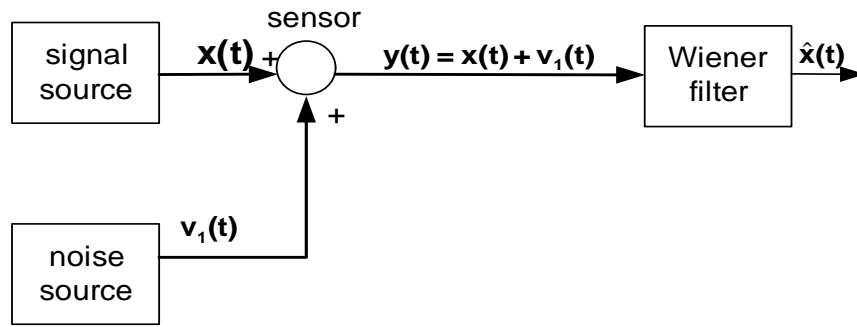 sensor
signal
source
x(t) +
y(t) = x(t) + v₁(t)
Wiener
filter
x̂(t)
+
v₁(t)
noise
source